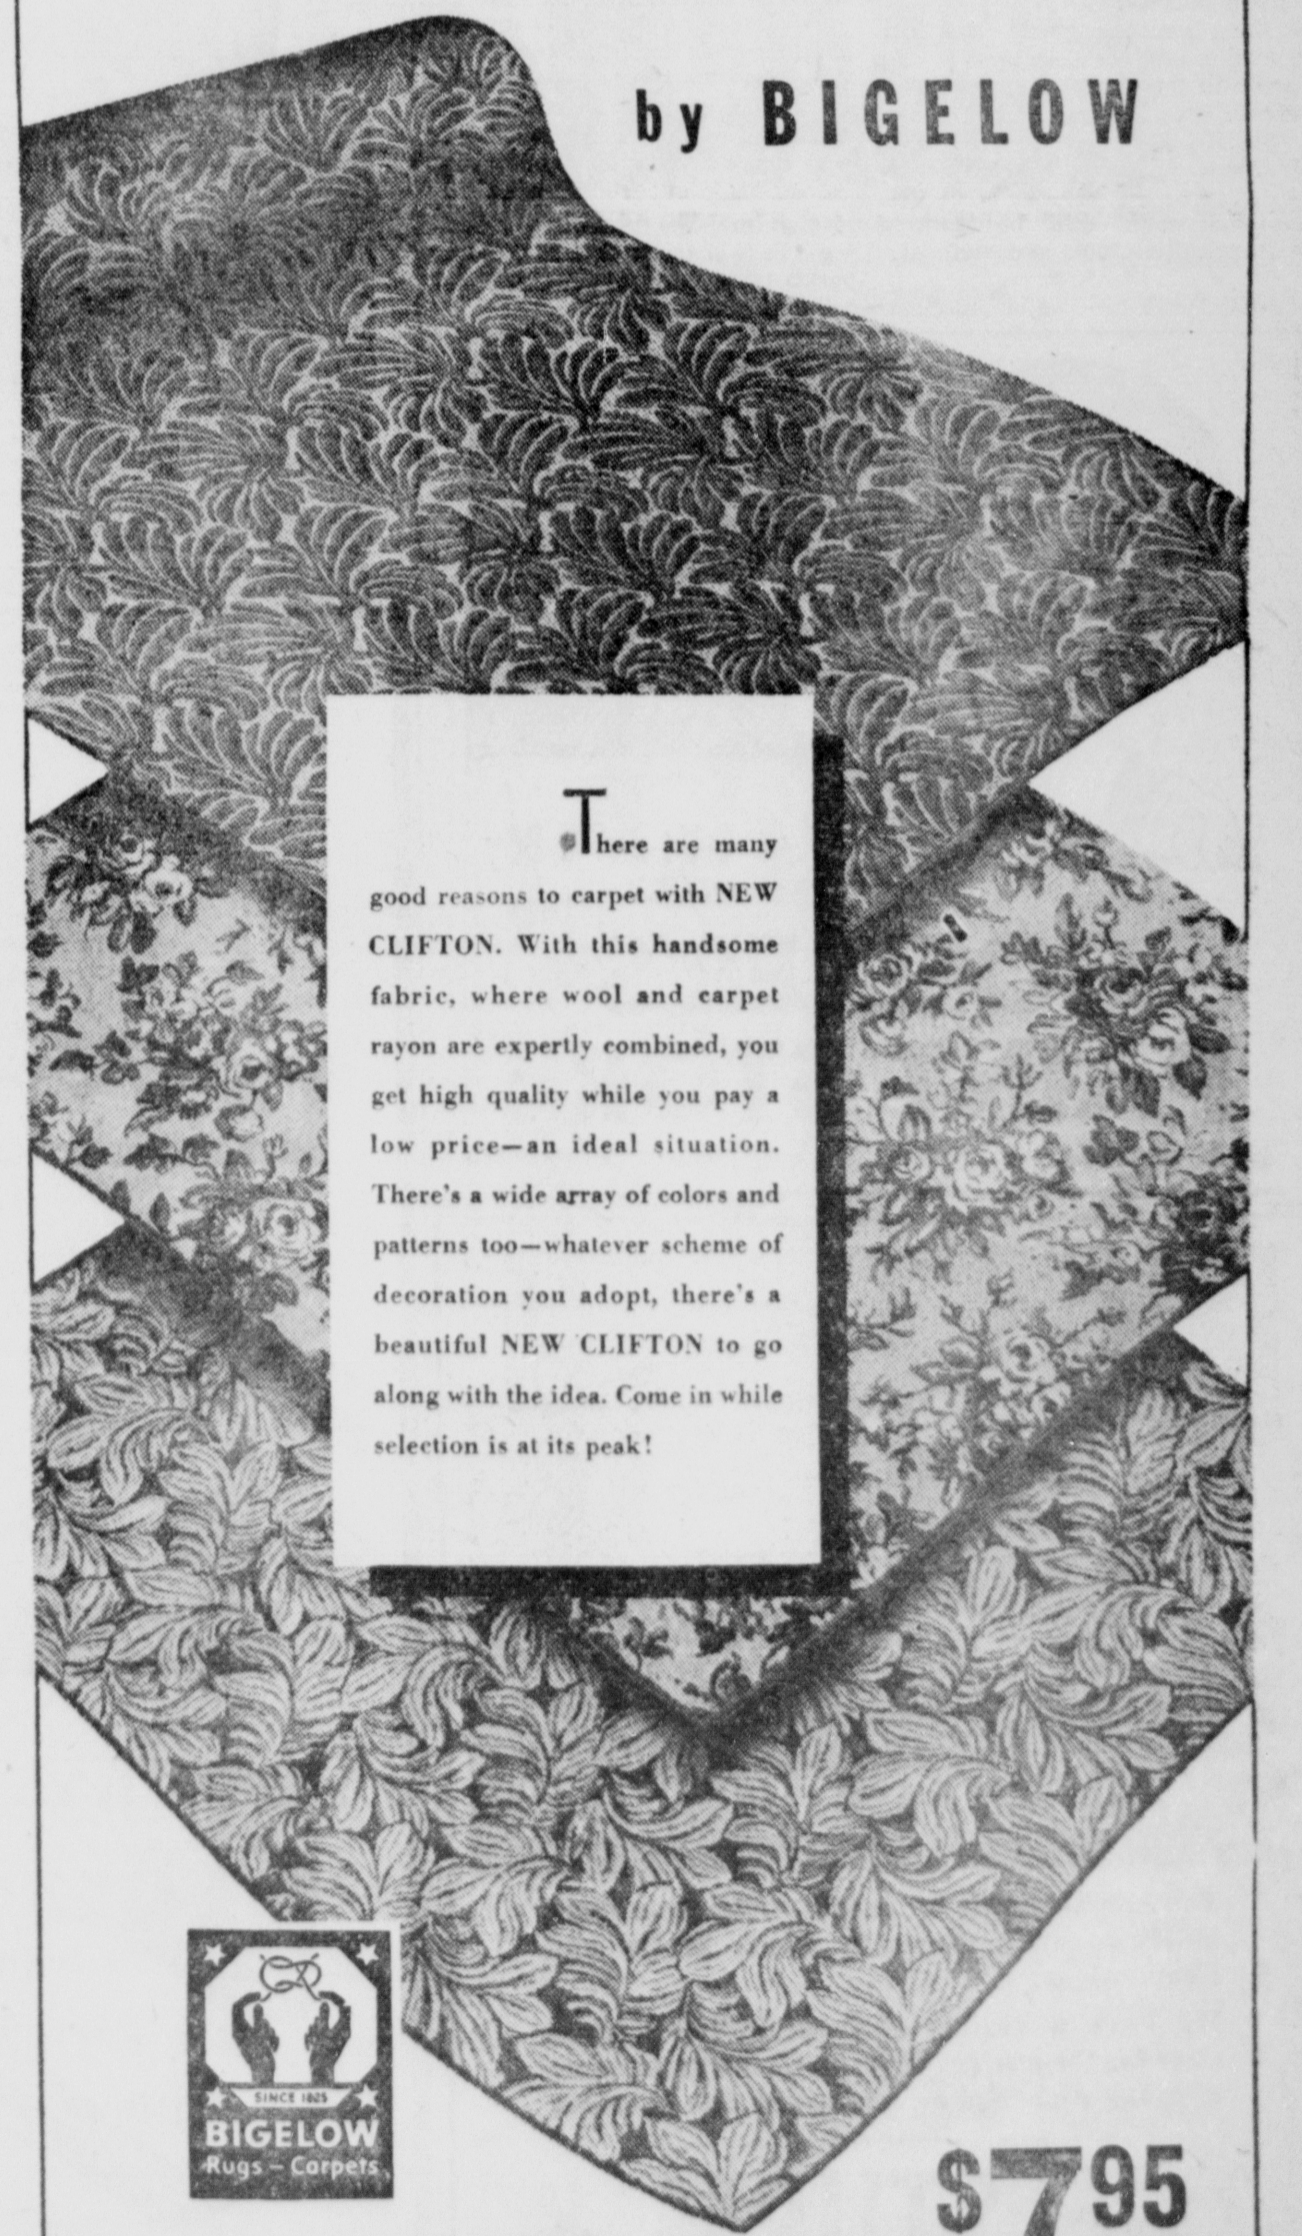 by BIGELOW
There are many
good reasons to carpet with NEW
CLIFTON. With this handsome
fabric, where wool and carpet
rayon are expertly combined, you
get high quality while you pay a
low price—an ideal situation.
There's a wide array of colors and
patterns too—whatever scheme of
decoration you adopt, there's a
beautiful NEW CLIFTON to go
along with the idea. Come in while
selection is at its peak!
SINCE 1825
BIGELOW
Rugs – Carpets
$7 95